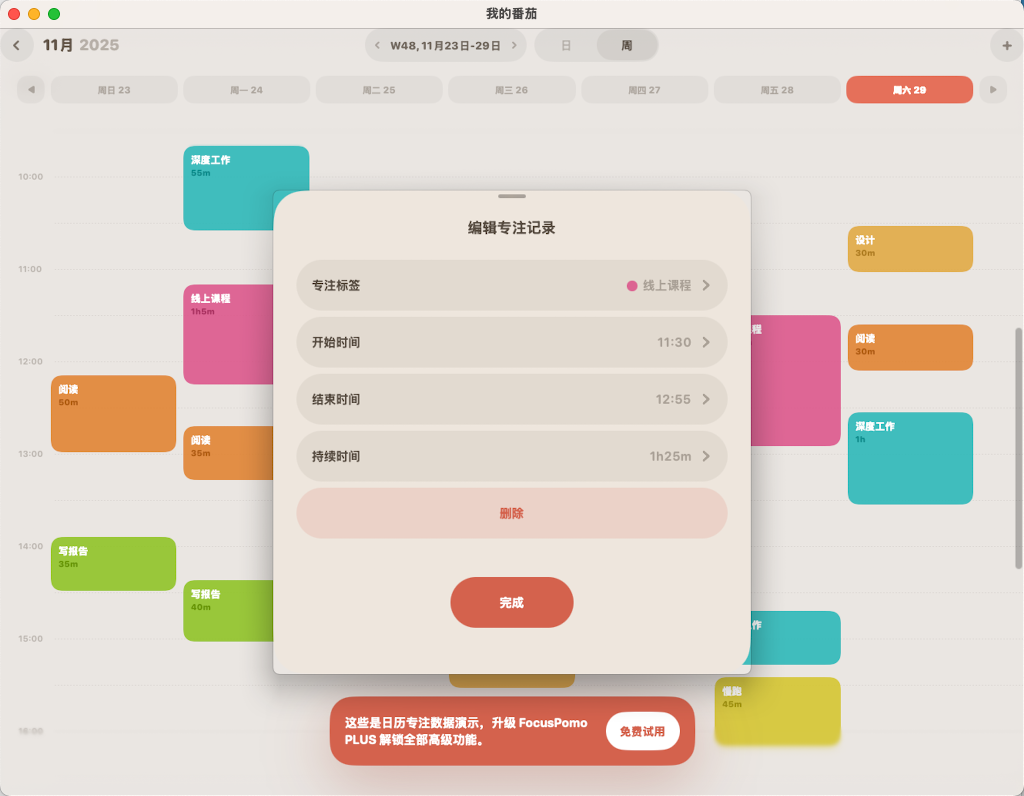 我的番茄
11月 2025
W48, 11月23日-29日
日
周
周日 23
周一 24
周二 25
周三 26
周四 27
周五 28
周六 29
10:00
11:00
12:00
13:00
14:00
15:00
16:00
阅读
50m
写报告
35m
深度工作
55m
线上课程
1h5m
阅读
35m
写报告
40m
编辑专注记录
专注标签
线上课程
开始时间
11:30
结束时间
12:55
持续时间
1h25m
删除
完成
程
作
慢跑
45m
设计
30m
阅读
30m
深度工作
1h
这些是日历专注数据演示，升级 FocusPomo
PLUS 解锁全部高级功能。
免费试用